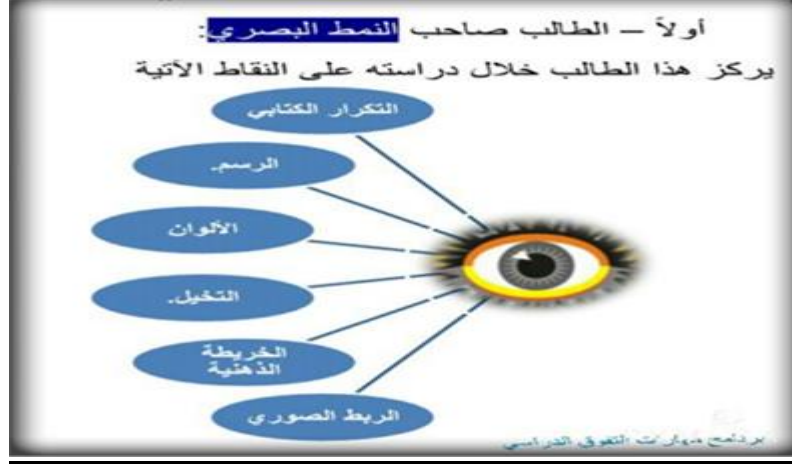 أولاً – الطالب صاحب النمط البصري:
يركز هذا الطالب خلال دراسته على النقاط الآتية
التكرار الكتابي
الرسم.
الألوان
التخيل.
الخريطة
الذهنية
الربط الصوري
برنامج مهارات التفوق الدراسي